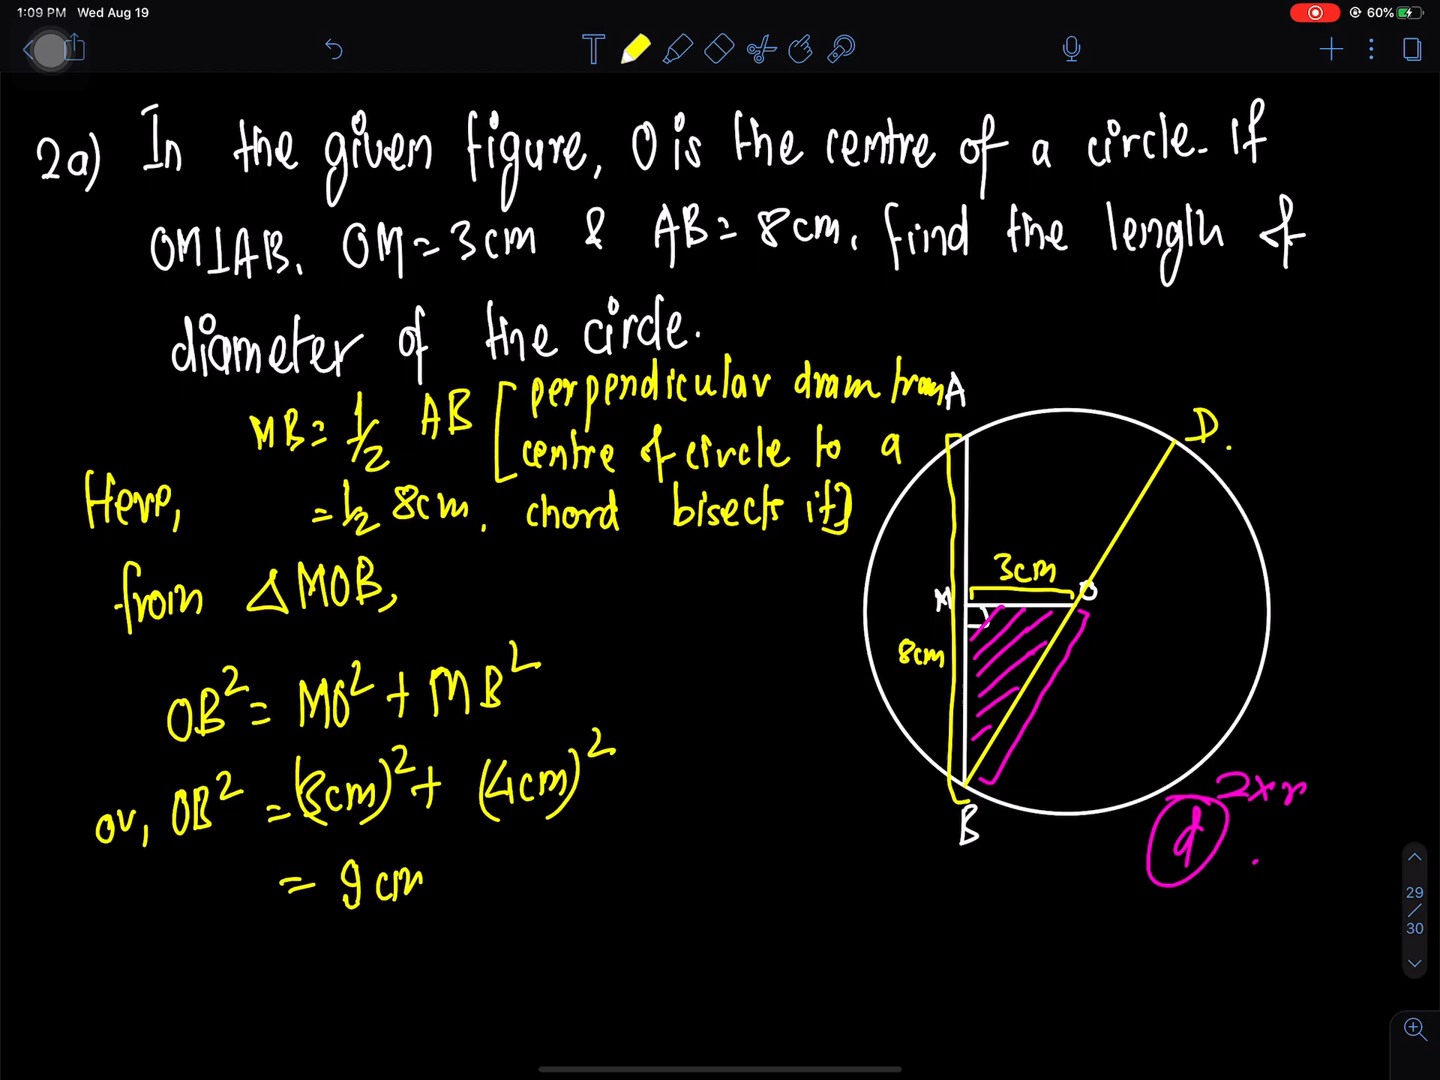 1:09 PM Wed Aug 19
60%
2a) In the given figure, O is the centre of a circle. If
OM⊥AB. OM = 3cm & AB = 8cm. find the length of
diameter of the circle.
MB = 1/2 AB [perpendicular drawn from
centre of circle to a
Here, = 1/2 8cm. chord bisects it]
from △MOB,
OB² = MO² + MB²
or, OB² = (3cm)² + (4cm)²
= 9cm
A
D.
3cm
M
O
8cm
B
2×r
d
29
/
30